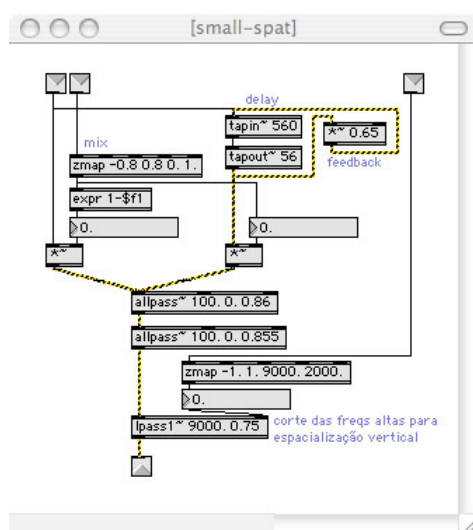 [small-spat]
delay
tapin~ 560
*~ 0.65
mix
tapout~ 56
feedback
zmap -0.8 0.8 0. 1.
expr 1-$f1
0.
0.
*~
*~
allpass~ 100. 0. 0.86
allpass~ 100. 0. 0.855
zmap -1. 1. 9000. 2000.
0.
lpass1~ 9000. 0.75
corte das freqs altas para
espacialização vertical